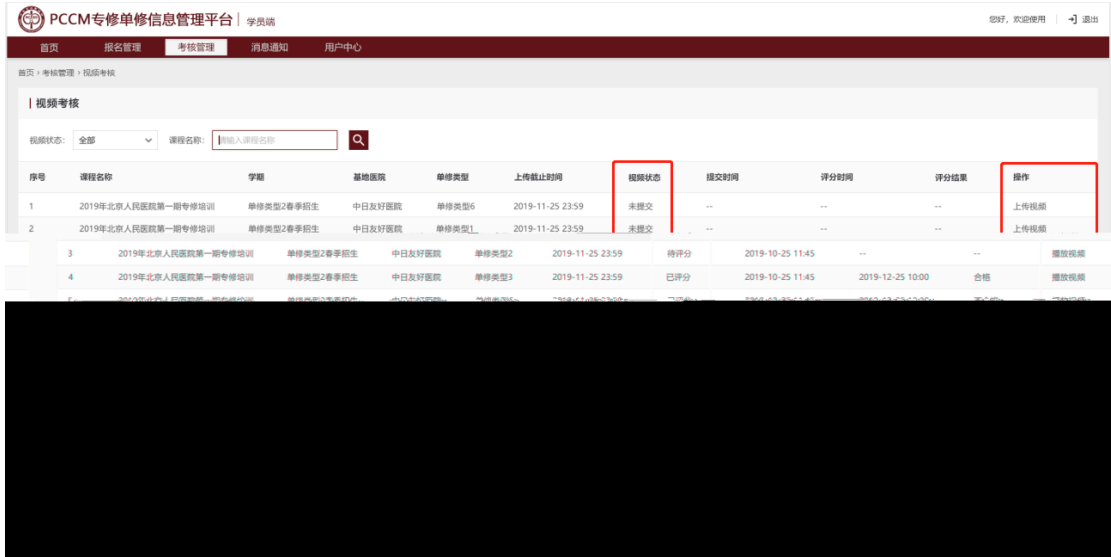 PCCM专修单修信息管理平台 学员端 您好，欢迎使用 退出
首页 报名管理 考核管理 消息通知 用户中心
首页 › 考核管理 › 视频考核
视频考核
视频状态： 全部 课程名称： 请输入课程名称
序号 课程名称 学期 基地医院 单修类型 上传截止时间 视频状态 提交时间 评分时间 评分结果 操作
1 2019年北京人民医院第一期专修培训 单修类型2春季招生 中日友好医院 单修类型6 2019-11-25 23:59 未提交 -- -- -- 上传视频
2 2019年北京人民医院第一期专修培训 单修类型2春季招生 中日友好医院 单修类型1 2019-11-25 23:59 未提交 -- -- -- 上传视频
3 2019年北京人民医院第一期专修培训 单修类型2春季招生 中日友好医院 单修类型2 2019-11-25 23:59 待评分 2019-10-25 11:45 -- -- 播放视频
4 2019年北京人民医院第一期专修培训 单修类型2春季招生 中日友好医院 单修类型3 2019-11-25 23:59 已评分 2019-10-25 11:45 2019-12-25 10:00 合格 播放视频